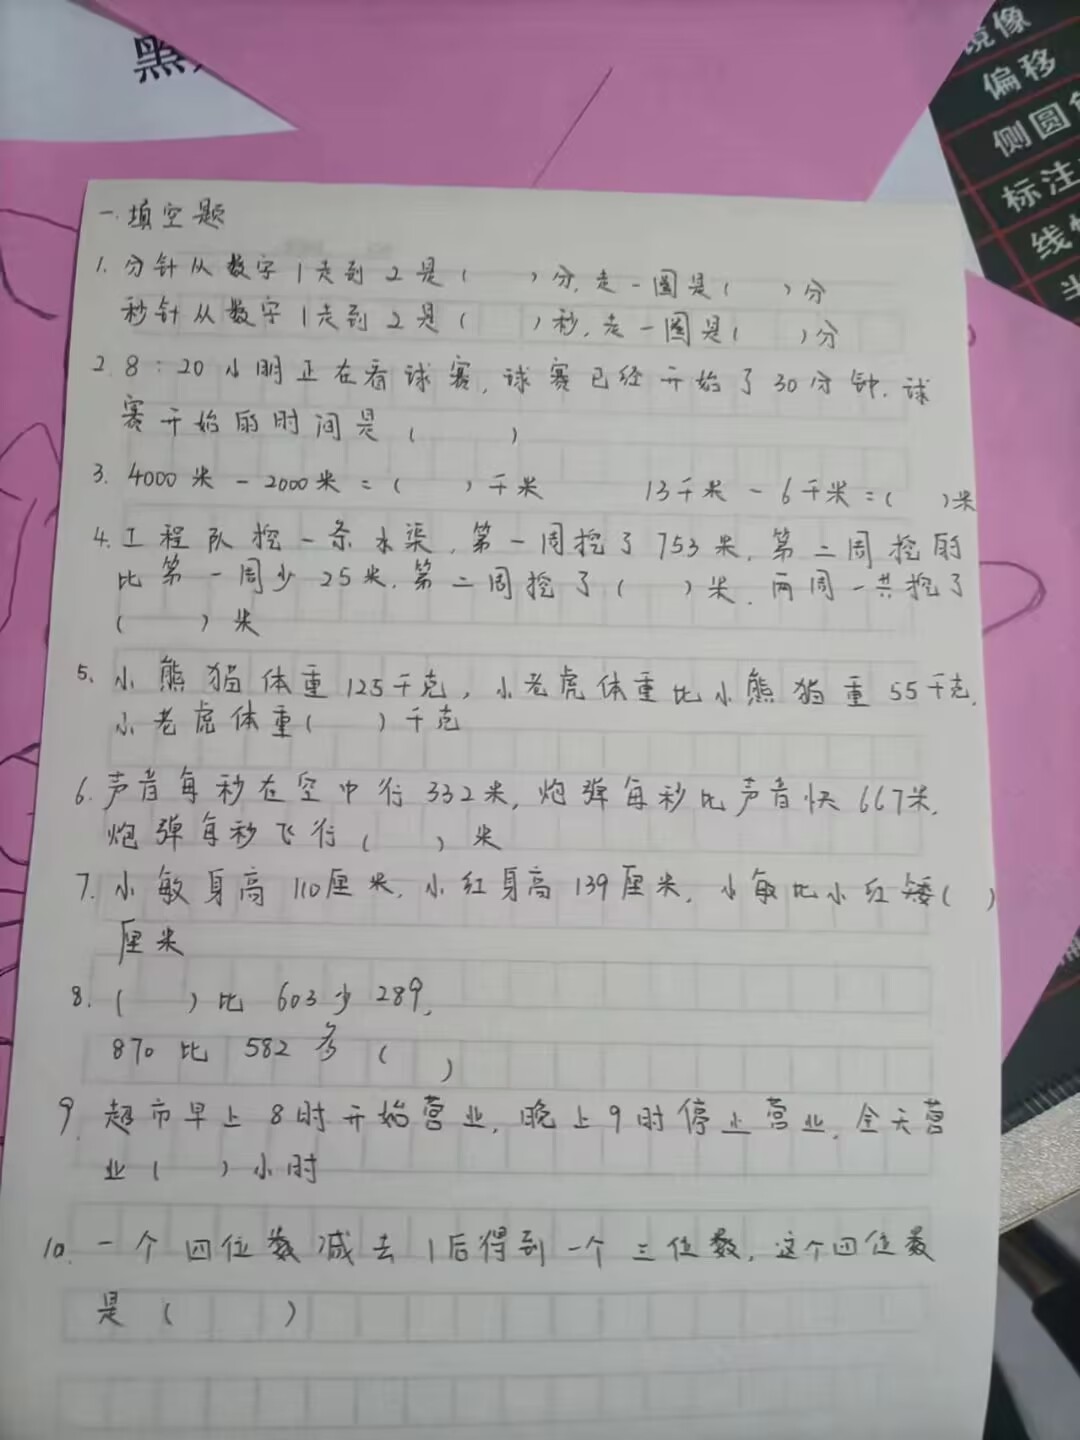 黑
镜像
偏移
侧圆角
标注
线性
一.填空题
1. 分针从数字1走到2是(  )分,走一圈是(  )分
秒针从数字1走到2是(  )秒,走一圈是(  )分
2. 8:20小明正在看球赛,球赛已经开始了30分钟.球
赛开始的时间是(  )
3. 4000米-2000米=(  )千米 13千米-6千米=(  )米
4. 工程队挖一条水渠,第一周挖了753米,第二周挖的
比第一周少25米.第二周挖了(  )米.两周一共挖了
(  )米
5、小熊猫体重125千克,小老虎体重比小熊猫重55千克.
小老虎体重(  )千克
6. 声音每秒在空中行332米,炮弹每秒比声音快667米.
炮弹每秒飞行(  )米
7. 小敏身高110厘米.小红身高139厘米,小敏比小红矮(  )
厘米
8. (  )比603少289,
870比582多(  )
9. 超市早上8时开始营业,晚上9时停止营业,全天营
业(  )小时
10. 一个四位数减去1后得到一个三位数,这个四位数
是(  )